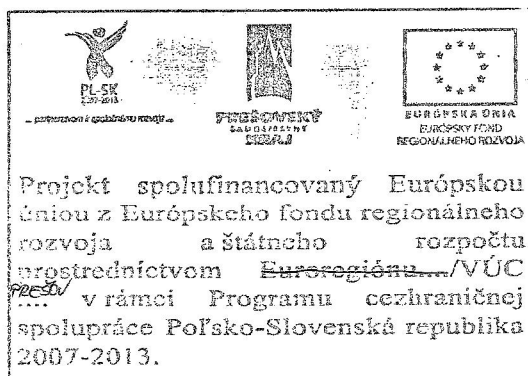 PL-SK
2007-2013
PREŠOVSKÝ
SAMOSPRÁVNY
KRAJ
EURÓPSKA ÚNIA
EURÓPSKY FOND
REGIONÁLNEHO ROZVOJA
Projekt spolufinancovaný Európskou
úniou z Európskeho fondu regionálneho
rozvoja a štátneho rozpočtu
prostredníctvom Euroregiónu..../VÚC
PREŠOV
.... v rámci Programu cezhraničnej
spolupráce Poľsko-Slovenská republika
2007-2013.